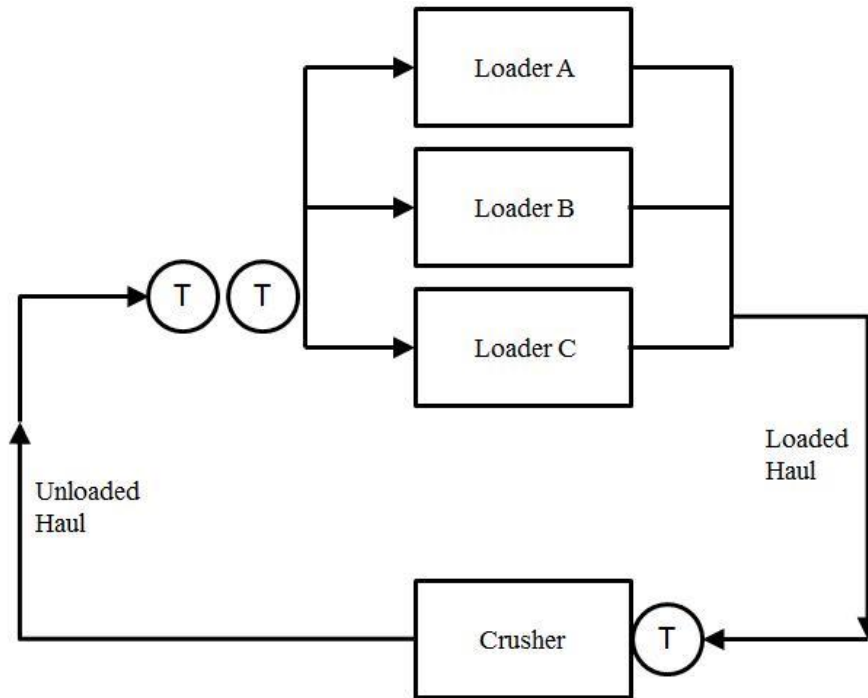 Loader A
Loader B
T T
Loader C
Loaded
Haul
Unloaded
Haul
Crusher
T